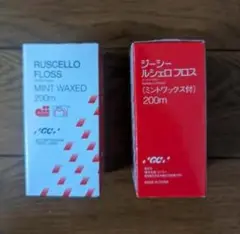 RUSCELLO
FLOSS
MINT WAXED
200m
GC
ジーシー
ルシェロ フロス
(ミントワックス付)
200m
GC